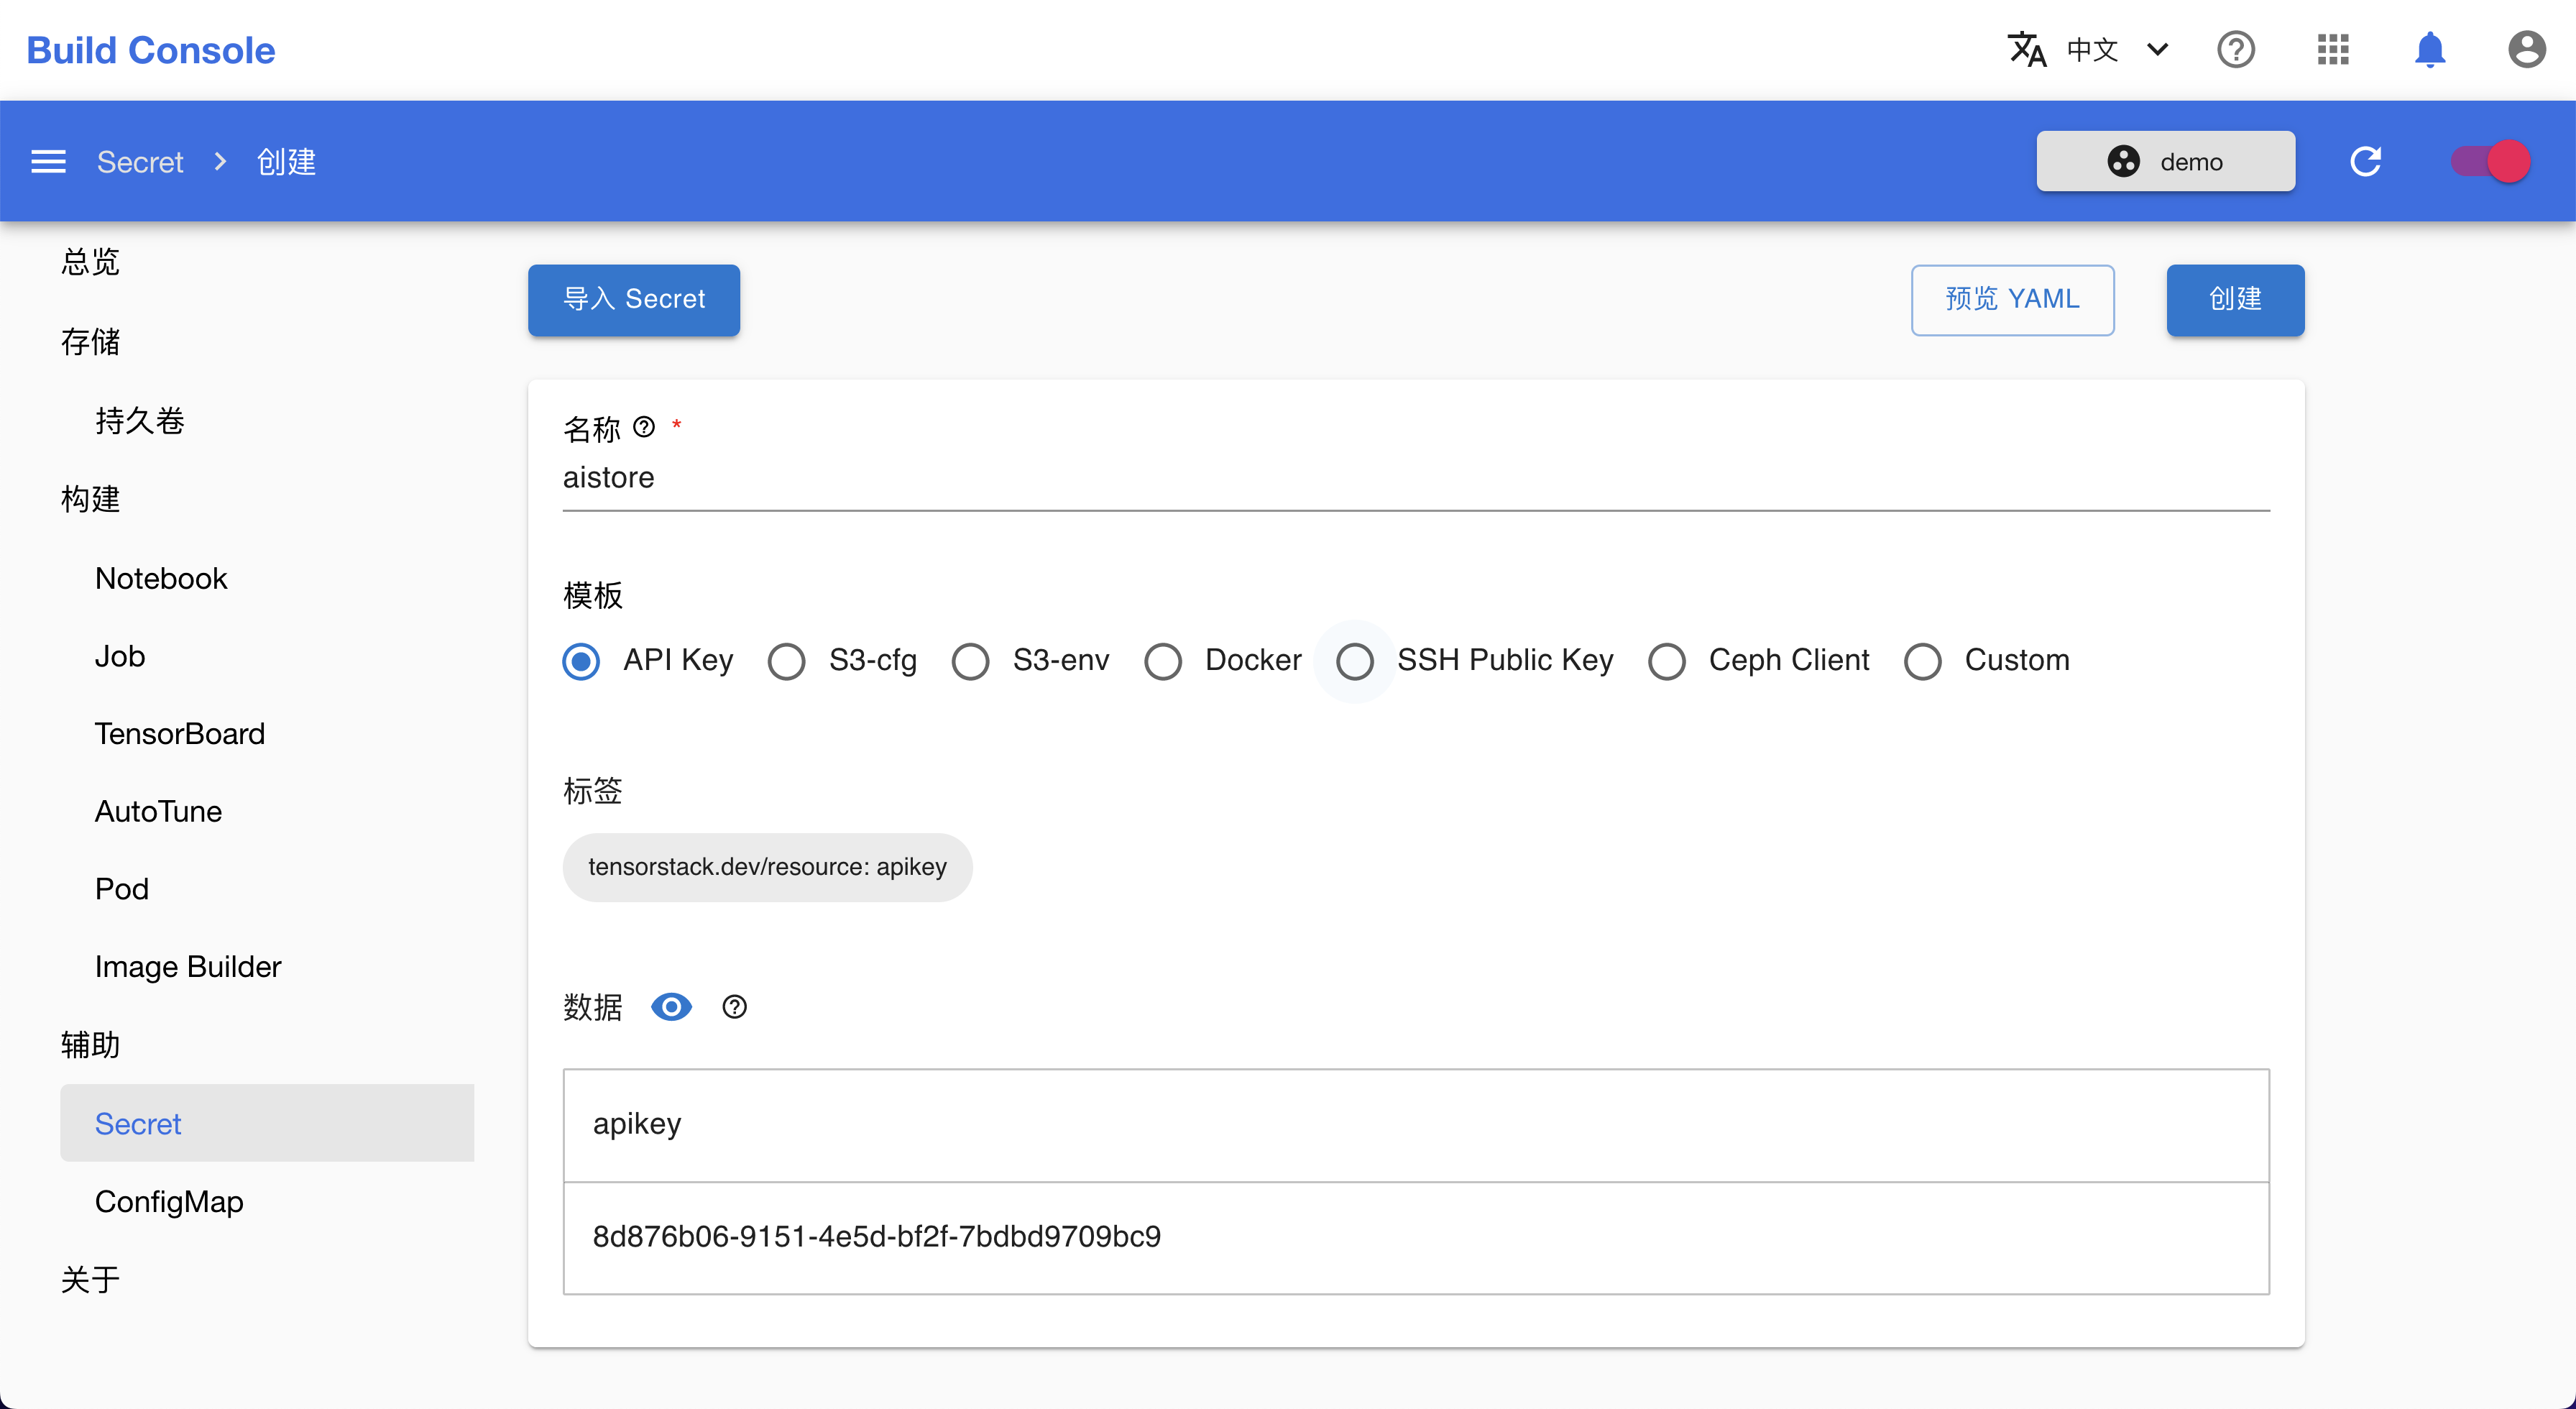 Build Console
中文
Secret
创建
demo
总览
存储
持久卷
构建
Notebook
Job
TensorBoard
AutoTune
Pod
Image Builder
辅助
Secret
ConfigMap
关于
导入 Secret
预览 YAML
创建
名称 *
aistore
模板
API Key S3-cfg S3-env Docker SSH Public Key Ceph Client Custom
标签
tensorstack.dev/resource: apikey
数据
apikey
8d876b06-9151-4e5d-bf2f-7bdbd9709bc9